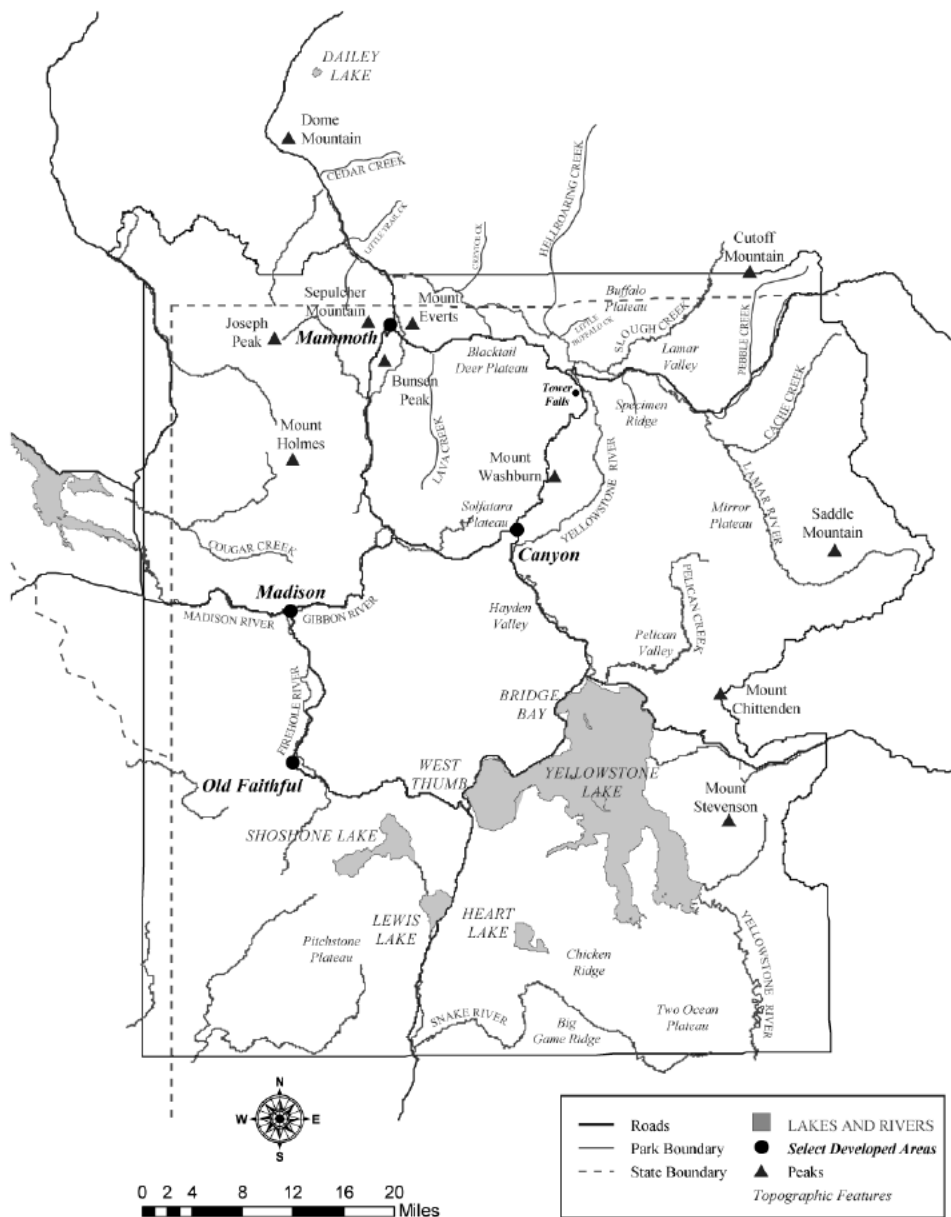 DAILEY
LAKE
Dome
Mountain
CEDAR CREEK
LITTLE TRAIL CK
CREVICE CK
HELLROARING CREEK
Cutoff
Mountain
Sepulcher
Mountain
Mount
Everts
Buffalo
Plateau
Joseph
Peak
Mammoth
LITTLE
BUFFALO CK
SLOUGH CREEK
PEBBLE CREEK
Blacktail
Deer Plateau
Lamar
Valley
Bunsen
Peak
Tower
Falls
Specimen
Ridge
CACHE CREEK
Mount
Holmes
LAVA CREEK
Mount
Washburn
YELLOWSTONE RIVER
LAMAR RIVER
Solfatara
Plateau
Mirror
Plateau
Saddle
Mountain
COUGAR CREEK
Canyon
Madison
MADISON RIVER
GIBBON RIVER
Hayden
Valley
PELICAN CREEK
Pelican
Valley
FIREHOLE RIVER
BRIDGE
BAY
Mount
Chittenden
Old Faithful
WEST
THUMB
YELLOWSTONE
LAKE
Mount
Stevenson
SHOSHONE LAKE
LEWIS
LAKE
HEART
LAKE
Pitchstone
Plateau
Chicken
Ridge
YELLOWSTONE RIVER
SNAKE RIVER
Big
Game Ridge
Two Ocean
Plateau
N
W
E
S
0 2 4 8 12 16 20
Miles
Roads
Park Boundary
State Boundary
LAKES AND RIVERS
Select Developed Areas
Peaks
Topographic Features